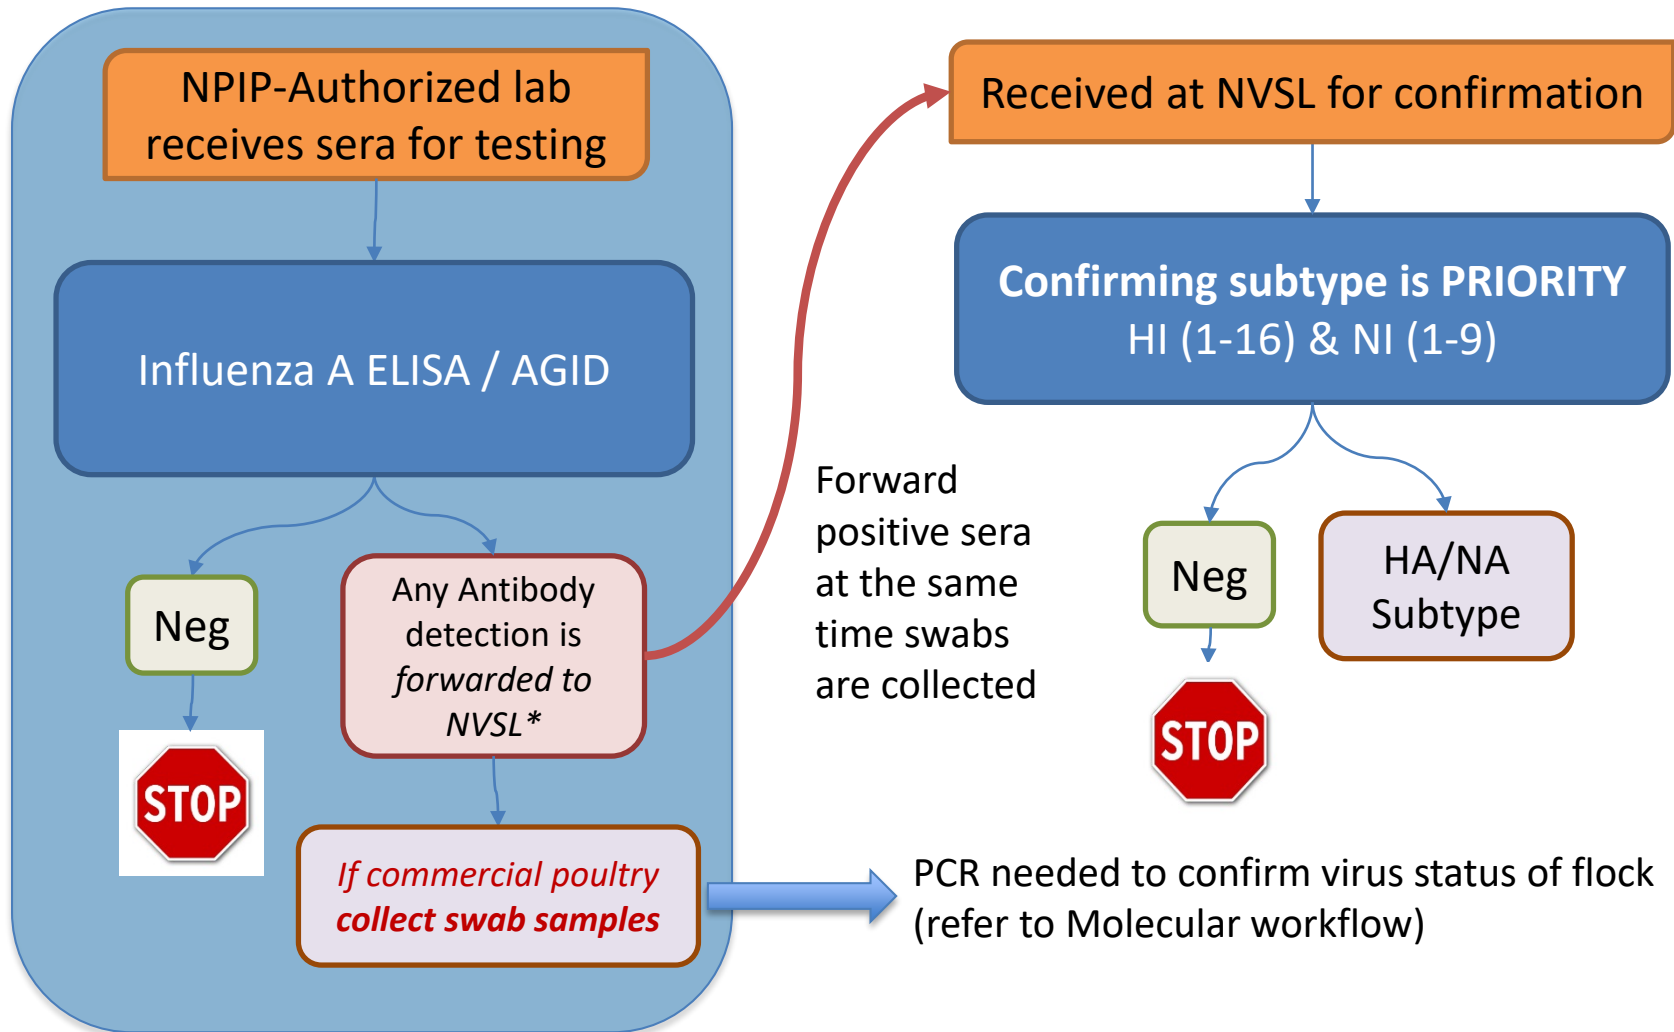 NPIP-Authorized lab
receives sera for testing
Influenza A ELISA / AGID
Neg
STOP
Any Antibody
detection is
forwarded to
NVSL*
If commercial poultry
collect swab samples
Forward
positive sera
at the same
time swabs
are collected
Received at NVSL for confirmation
Confirming subtype is PRIORITY
HI (1-16) & NI (1-9)
Neg
STOP
HA/NA
Subtype
PCR needed to confirm virus status of flock
(refer to Molecular workflow)